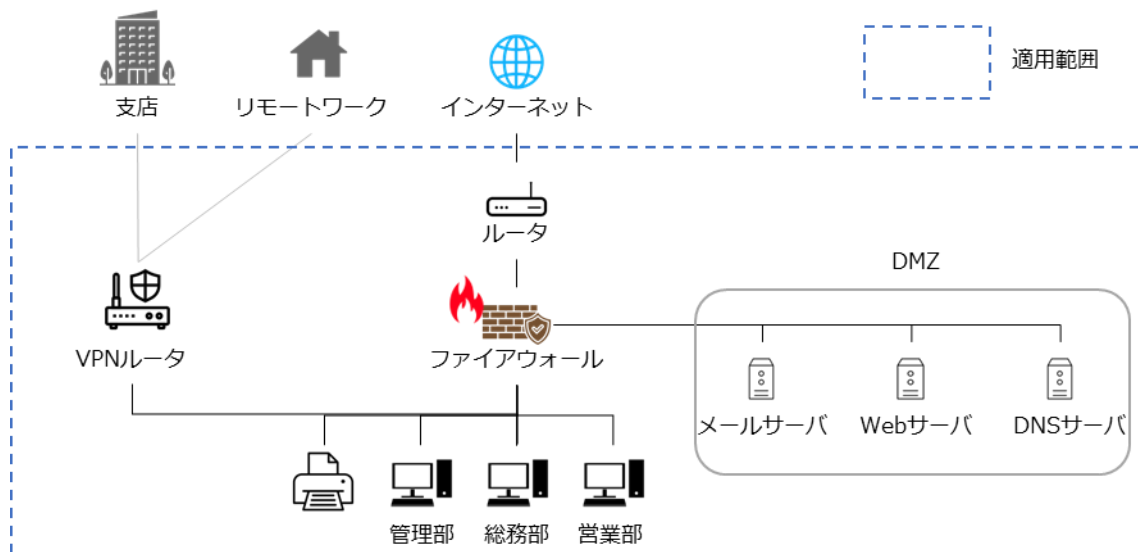 適用範囲
支店
リモートワーク
インターネット
ルータ
DMZ
VPNルータ
ファイアウォール
メールサーバ
Webサーバ
DNSサーバ
管理部
総務部
営業部